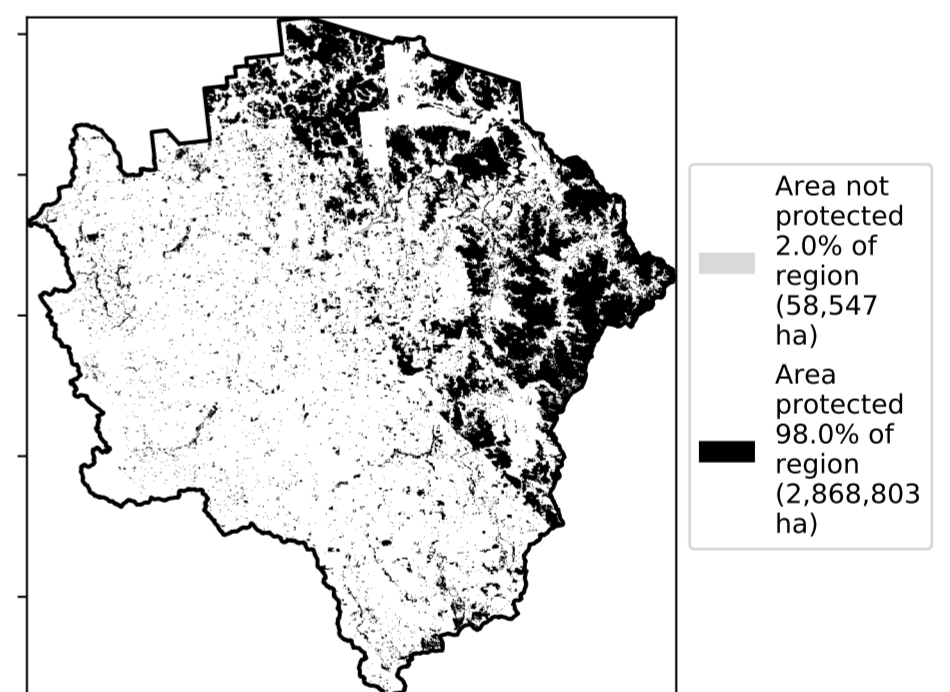 Area not
protected
2.0% of
region
(58,547
ha)
Area
protected
98.0% of
region
(2,868,803
ha)